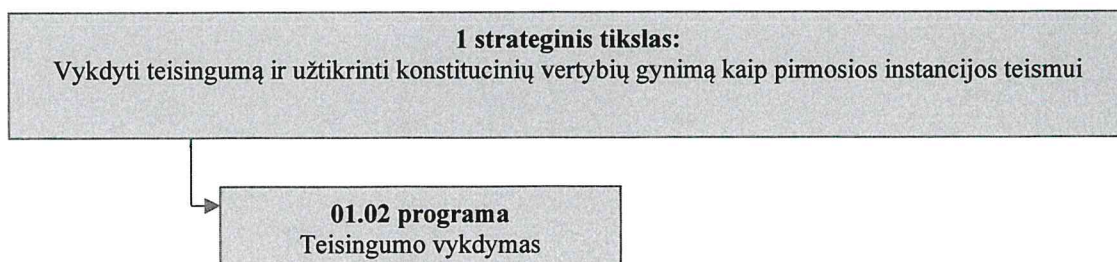 1 strateginis tikslas:
Vykdyti teisingumą ir užtikrinti konstitucinių vertybių gynimą kaip pirmosios instancijos teismui
01.02 programa
Teisingumo vykdymas